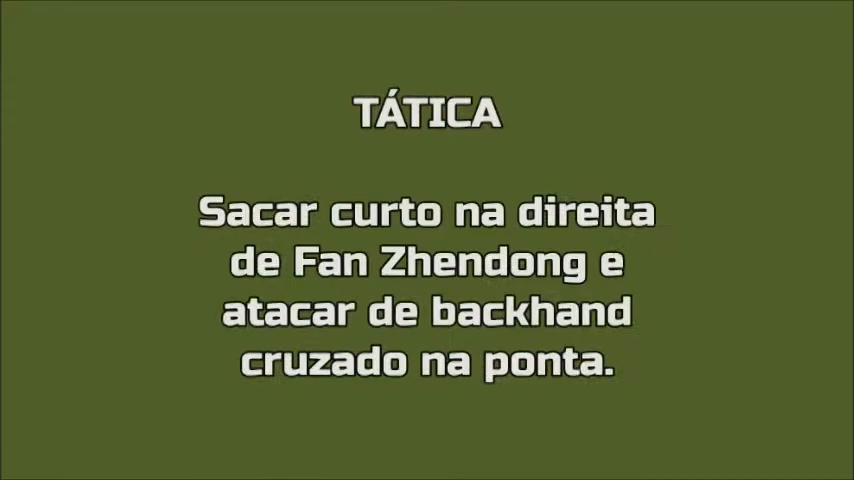 TÁTICA
Sacar curto na direita
de Fan Zhendong e
atacar de backhand
cruzado na ponta.